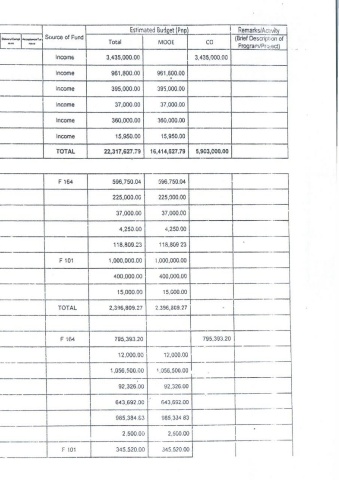 Source of Fund Estimated Budget (Php) Remarks/Activity
Total MOOE CO (Brief Description of
Program/Project)
Income 3,435,000.00 3,435,000.00
Income 961,800.00 961,800.00
Income 395,000.00 395,000.00
Income 37,000.00 37,000.00
Income 360,000.00 360,000.00
Income 15,950.00 15,950.00
TOTAL 22,317,627.79 16,414,627.79 5,903,000.00
F 164 596,750.04 596,750.04
225,000.00 225,000.00
37,000.00 37,000.00
4,250.00 4,250.00
118,809.23 118,809.23
F 101 1,000,000.00 1,000,000.00
400,000.00 400,000.00
15,000.00 15,000.00
TOTAL 2,396,809.27 2,396,809.27
F 164 795,393.20 795,393.20
12,000.00 12,000.00
1,056,500.00 1,056,500.00
92,326.00 92,326.00
643,692.00 643,692.00
985,384.63 985,384.63
2,500.00 2,500.00
F 101 345,520.00 345,520.00